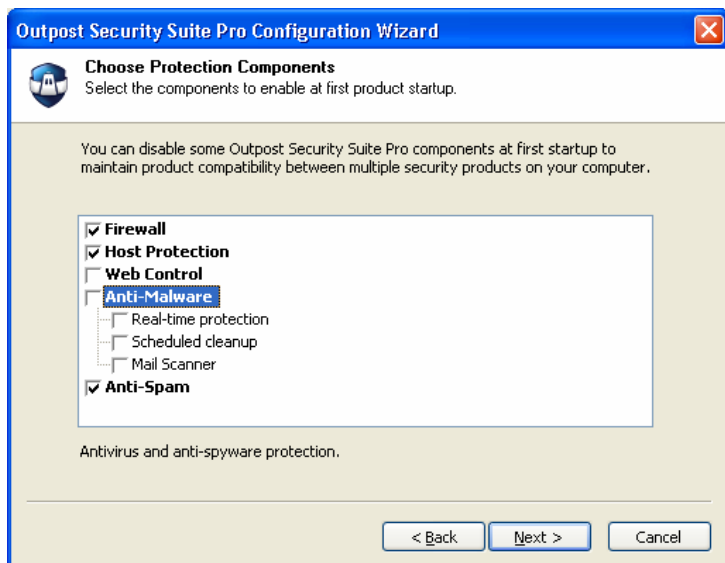 Outpost Security Suite Pro Configuration Wizard
Choose Protection Components
Select the components to enable at first product startup.
You can disable some Outpost Security Suite Pro components at first startup to
maintain product compatibility between multiple security products on your computer.
Firewall
Host Protection
Web Control
Anti-Malware
Real-time protection
Scheduled cleanup
Mail Scanner
Anti-Spam
Antivirus and anti-spyware protection.
< Back Next > Cancel